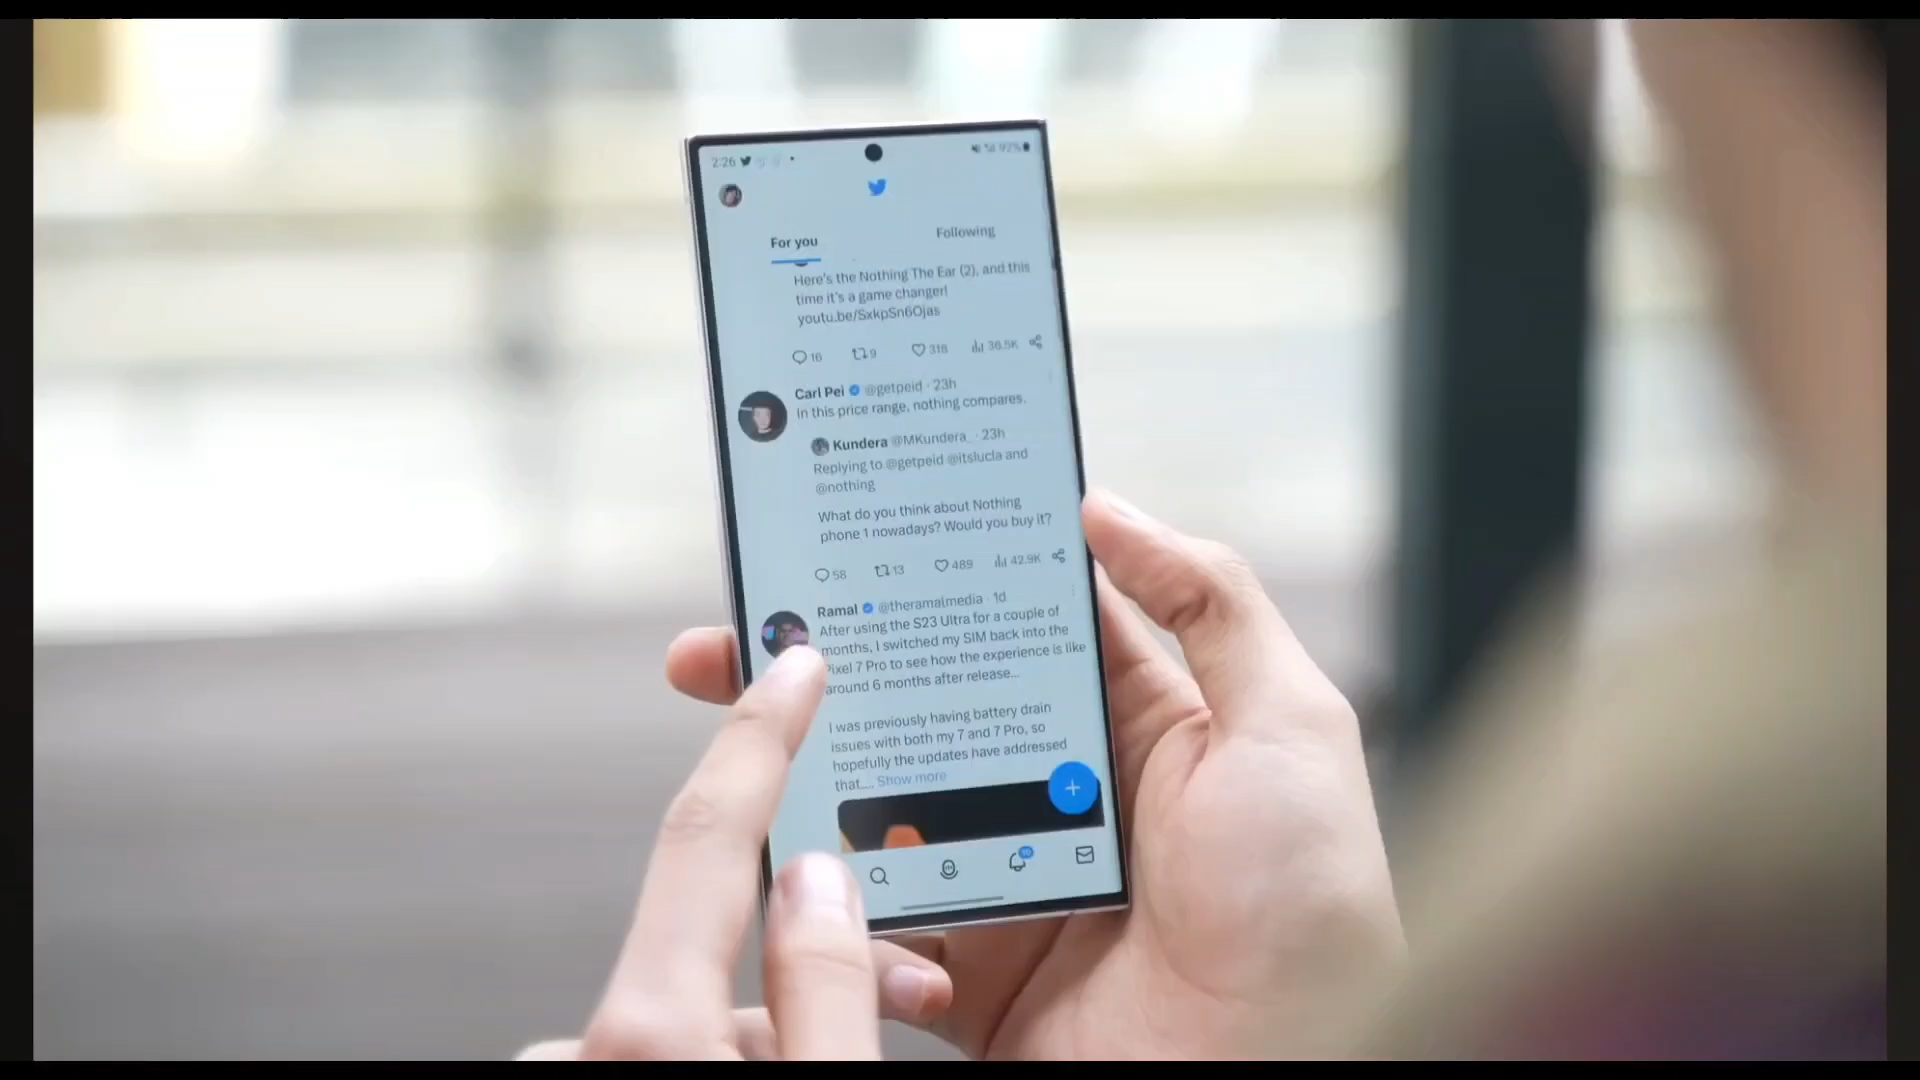 2:26
92%
For you
Following
Here's the Nothing The Ear (2), and this
time it's a game changer!
youtu.be/SxkpSn6Ojas
16 9 316 36.5K
Carl Pei @getpeid · 23h
In this price range, nothing compares.
Kundera @MKundera_ · 23h
Replying to @getpeid @itslucla and
@nothing
What do you think about Nothing
phone 1 nowadays? Would you buy it?
58 13 489 42.9K
Ramal @theramalmedia · 1d
After using the S23 Ultra for a couple of
months, I switched my SIM back into the
Pixel 7 Pro to see how the experience is like
around 6 months after release...
I was previously having battery drain
issues with both my 7 and 7 Pro, so
hopefully the updates have addressed
that.... Show more